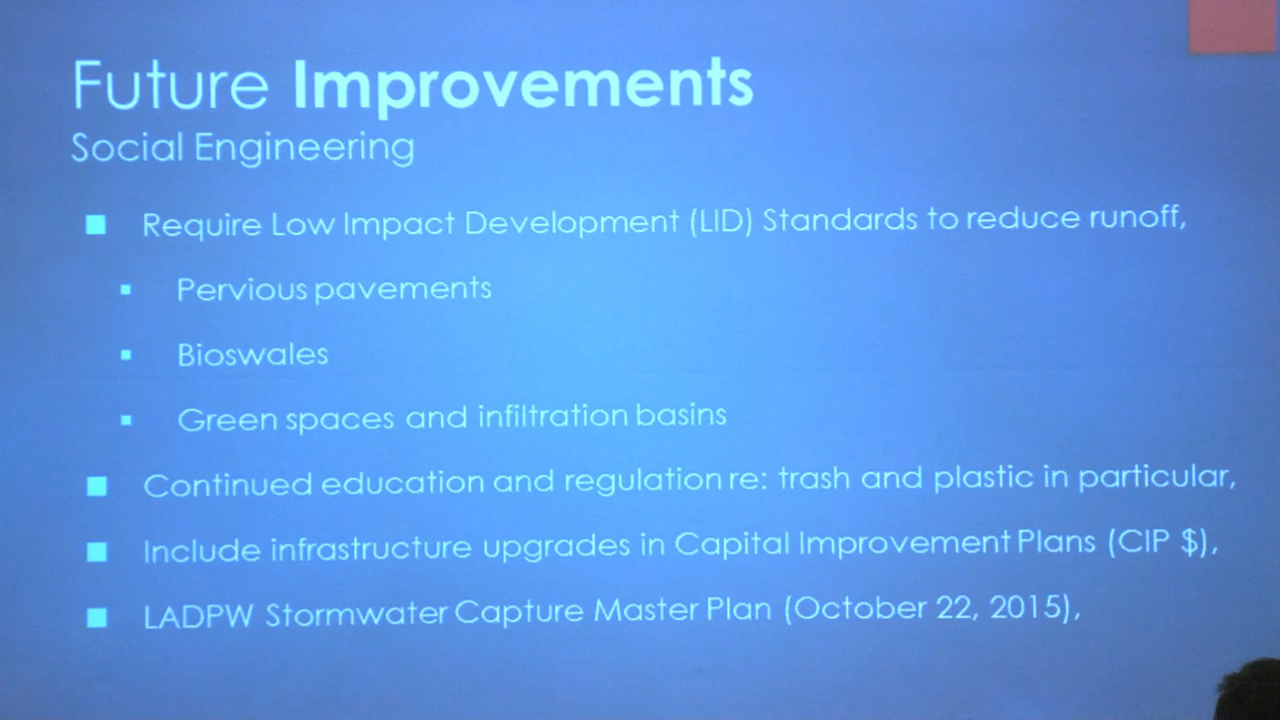 Future Improvements
Social Engineering
Require Low Impact Development (LID) Standards to reduce runoff,
Pervious pavements
Bioswales
Green spaces and infiltration basins
Continued education and regulation re: trash and plastic in particular,
Include infrastructure upgrades in Capital Improvement Plans (CIP $),
LADPW Stormwater Capture Master Plan (October 22, 2015),